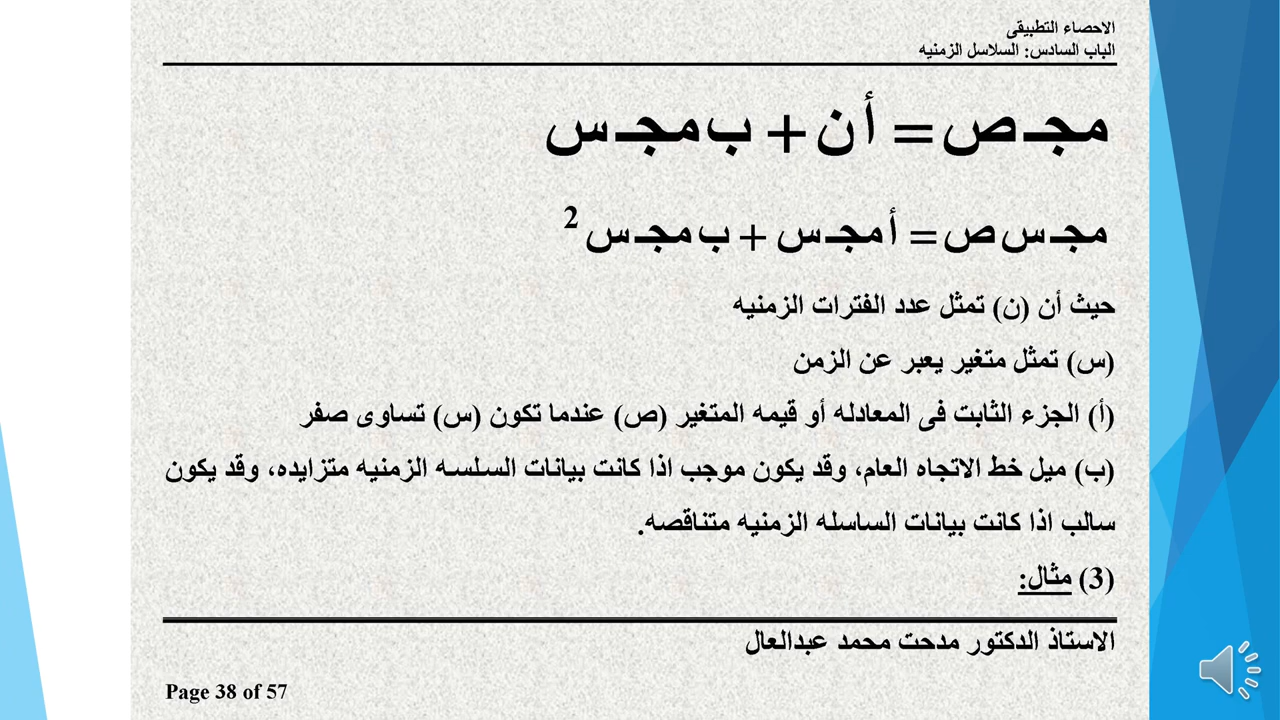 الاحصاء التطبيقى
الباب السادس: السلاسل الزمنيه
مجـ ص = أ ن + ب مجـ س
مجـ س ص = أ مجـ س + ب مجـ س 2
حيث أن (ن) تمثل عدد الفترات الزمنيه
(س) تمثل متغير يعبر عن الزمن
(أ) الجزء الثابت فى المعادله أو قيمه المتغير (ص) عندما تكون (س) تساوى صفر
(ب) ميل خط الاتجاه العام، وقد يكون موجب اذا كانت بيانات السلسه الزمنيه متزايده، وقد يكون
سالب اذا كانت بيانات الساسله الزمنيه متناقصه.
(3) مثال:
الاستاذ الدكتور مدحت محمد عبدالعال
Page 38 of 57